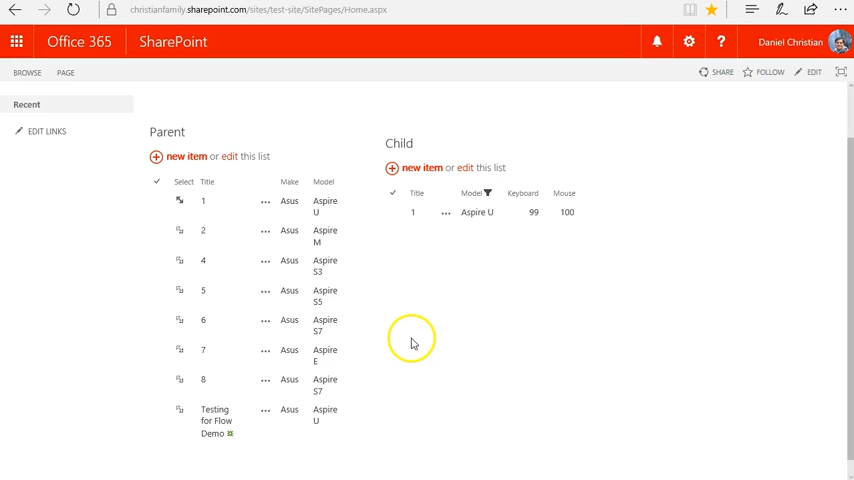 christianfamily.sharepoint.com/sites/test-site/SitePages/Home.aspx
Office 365 SharePoint ? Daniel Christian
BROWSE PAGE SHARE FOLLOW EDIT
Recent
EDIT LINKS
Parent
new item or edit this list
Select Title Make Model
1 ... Asus Aspire
U
2 ... Asus Aspire
M
4 ... Asus Aspire
S3
5 ... Asus Aspire
S5
6 ... Asus Aspire
S7
7 ... Asus Aspire
E
8 ... Asus Aspire
S7
Testing ... Asus Aspire
for Flow U
Demo
Child
new item or edit this list
Title Model Keyboard Mouse
1 ... Aspire U 99 100